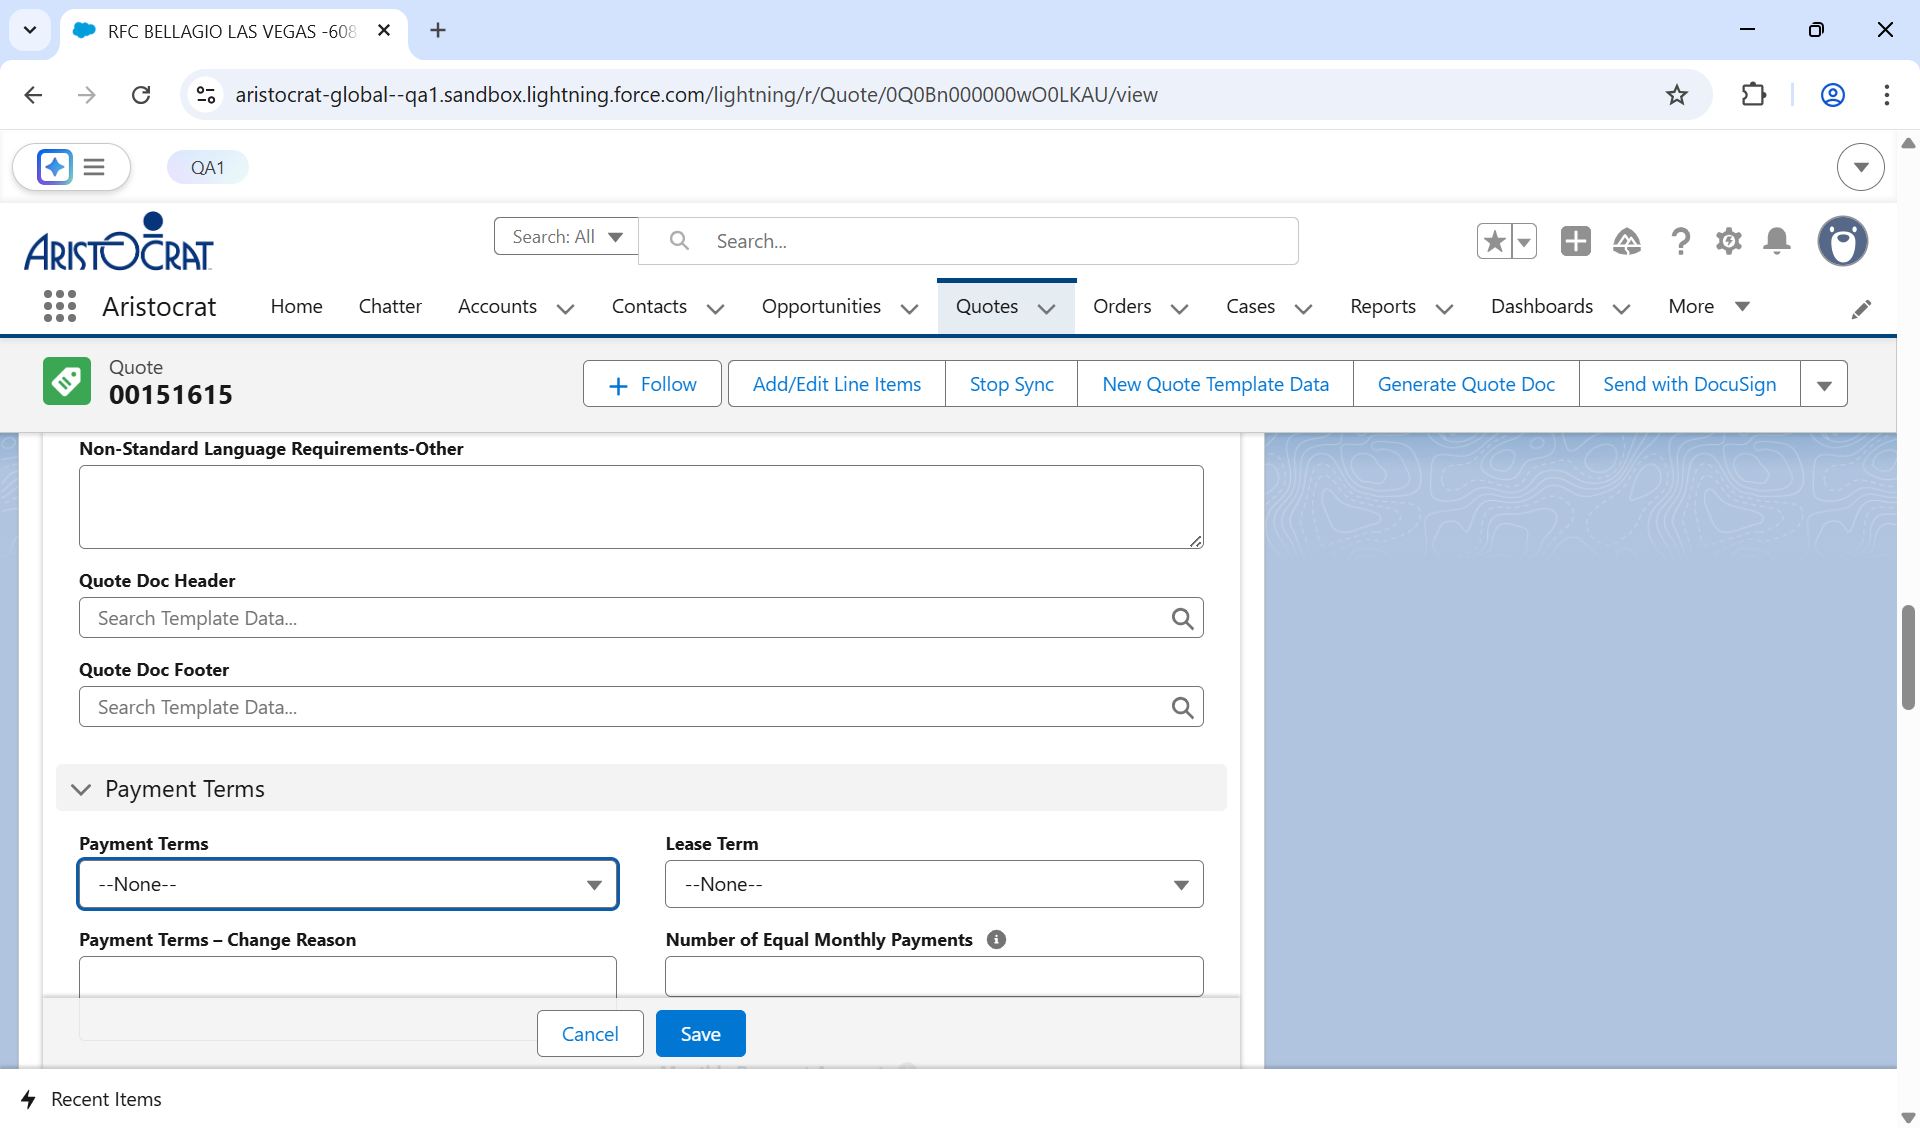 RFC BELLAGIO LAS VEGAS -608
aristocrat-global--qa1.sandbox.lightning.force.com/lightning/r/Quote/0Q0Bn000000wO0LKAU/view
QA1
ARISTOCRAT
Search: All
Search...
Aristocrat
Home
Chatter
Accounts
Contacts
Opportunities
Quotes
Orders
Cases
Reports
Dashboards
More
Quote
00151615
Follow
Add/Edit Line Items
Stop Sync
New Quote Template Data
Generate Quote Doc
Send with DocuSign
Non-Standard Language Requirements-Other
Quote Doc Header
Search Template Data...
Quote Doc Footer
Search Template Data...
Payment Terms
Payment Terms
Lease Term
--None--
--None--
Payment Terms – Change Reason
Number of Equal Monthly Payments
Cancel
Save
Recent Items